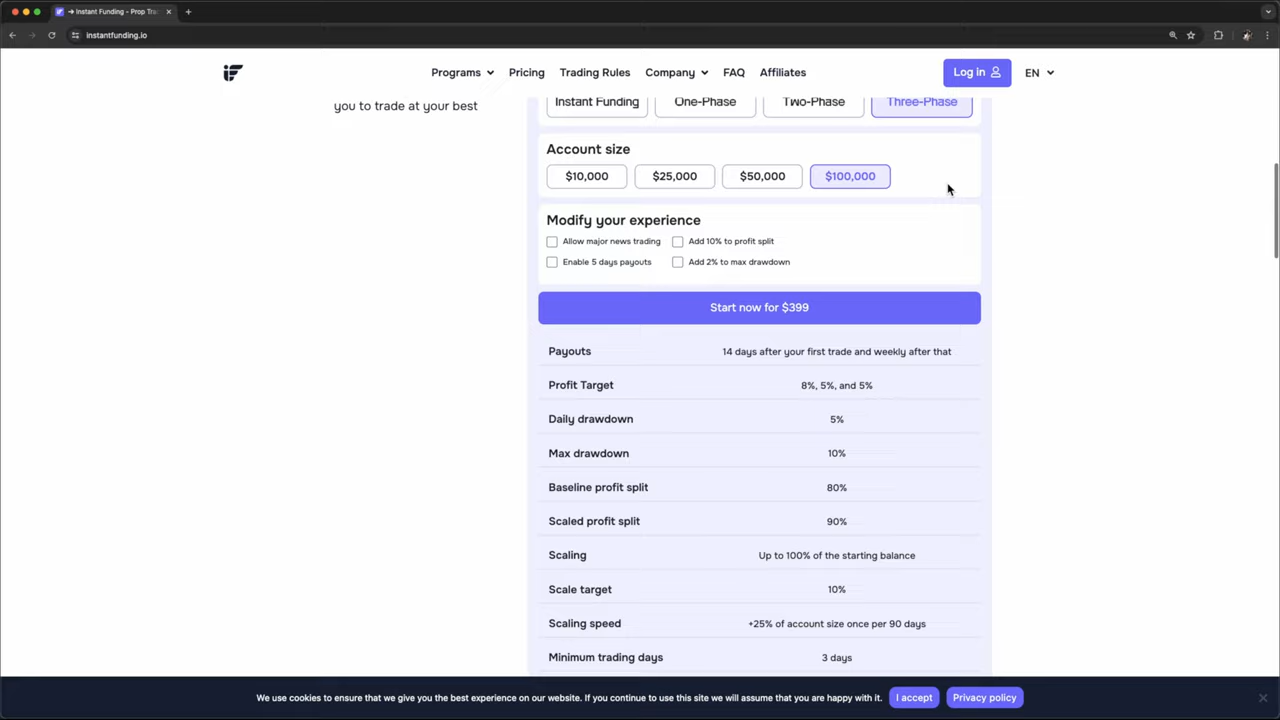 → Instant Funding - Prop Tra
instantfunding.io
Programs Pricing Trading Rules Company FAQ Affiliates Log in EN
you to trade at your best
Instant Funding One-Phase Two-Phase Three-Phase
Account size
$10,000 $25,000 $50,000 $100,000
Modify your experience
Allow major news trading Add 10% to profit split
Enable 5 days payouts Add 2% to max drawdown
Start now for $399
Payouts 14 days after your first trade and weekly after that
Profit Target 8%, 5%, and 5%
Daily drawdown 5%
Max drawdown 10%
Baseline profit split 80%
Scaled profit split 90%
Scaling Up to 100% of the starting balance
Scale target 10%
Scaling speed +25% of account size once per 90 days
Minimum trading days 3 days
We use cookies to ensure that we give you the best experience on our website. If you continue to use this site we will assume that you are happy with it. I accept Privacy policy